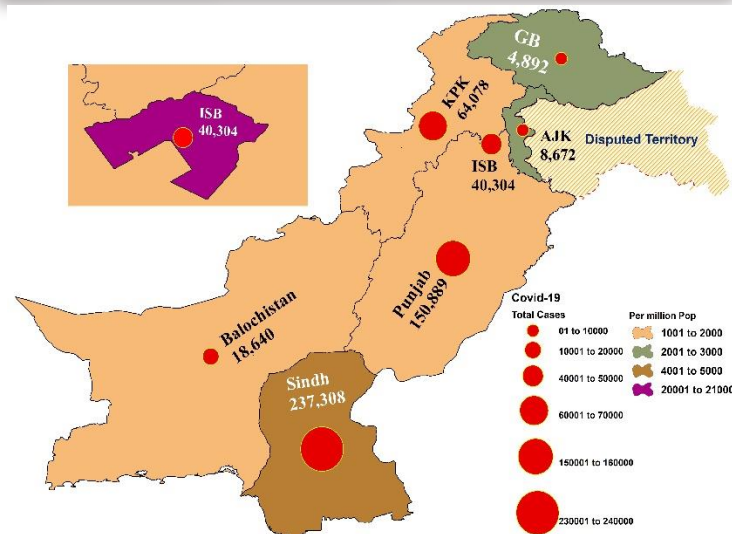 GB
4,892
ISB
40,304
KPK
64,078
AJK
8,672
Disputed Territory
ISB
40,304
Punjab
150,889
Balochistan
18,640
Sindh
237,308
Covid-19
Total Cases
01 to 10000
10001 to 20000
40001 to 50000
60001 to 70000
150001 to 160000
230001 to 240000
Per million Pop
1001 to 2000
2001 to 3000
4001 to 5000
20001 to 21000